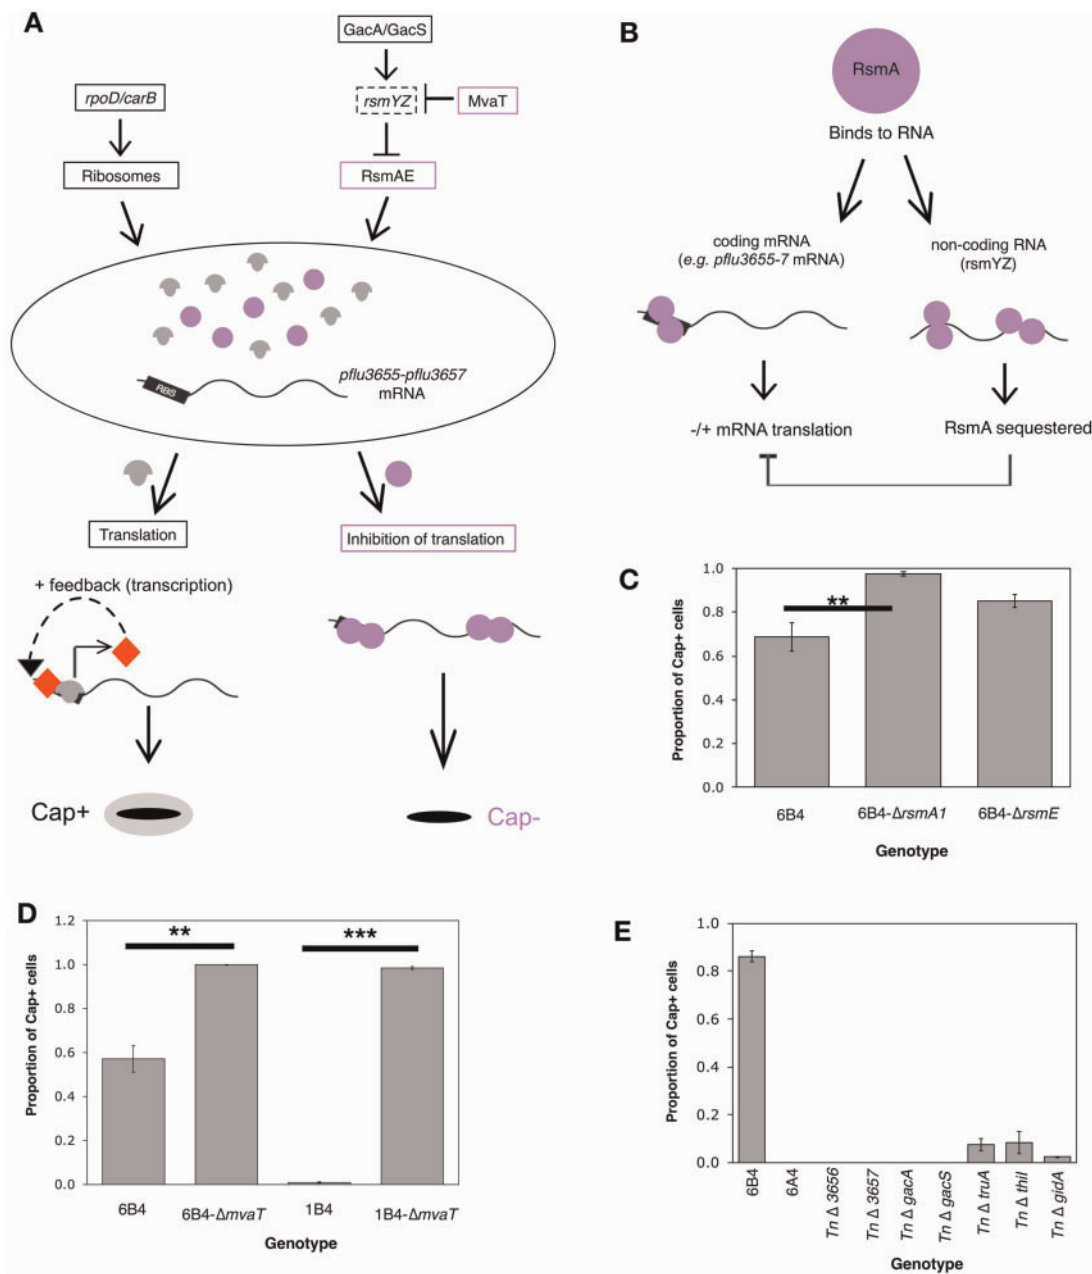 A
GacA/GacS
rpoD/carB
rsmYZ
MvaT
Ribosomes
RsmAE
RBS
pflu3655-pflu3657
mRNA
Translation
Inhibition of translation
+ feedback (transcription)
Cap+
Cap-
B
RsmA
Binds to RNA
coding mRNA
(e.g. pflu3655-7 mRNA)
non-coding RNA
(rsmYZ)
-/+ mRNA translation
RsmA sequestered
C
Proportion of Cap+ cells
1.0
0.8
0.6
0.4
0.2
0.0
**
6B4
6B4-ΔrsmA1
6B4-ΔrsmE
Genotype
D
Proportion of Cap+ cells
1.2
1.0
0.8
0.6
0.4
0.2
0.0
**
***
6B4
6B4-ΔmvaT
1B4
1B4-ΔmvaT
Genotype
E
Proportion of Cap+ cells
1.0
0.8
0.6
0.4
0.2
0.0
6B4
6A4
Tn Δ 3656
Tn Δ 3657
Tn Δ gacA
Tn Δ gacS
Tn Δ truA
Tn Δ thiI
Tn Δ gidA
Genotype